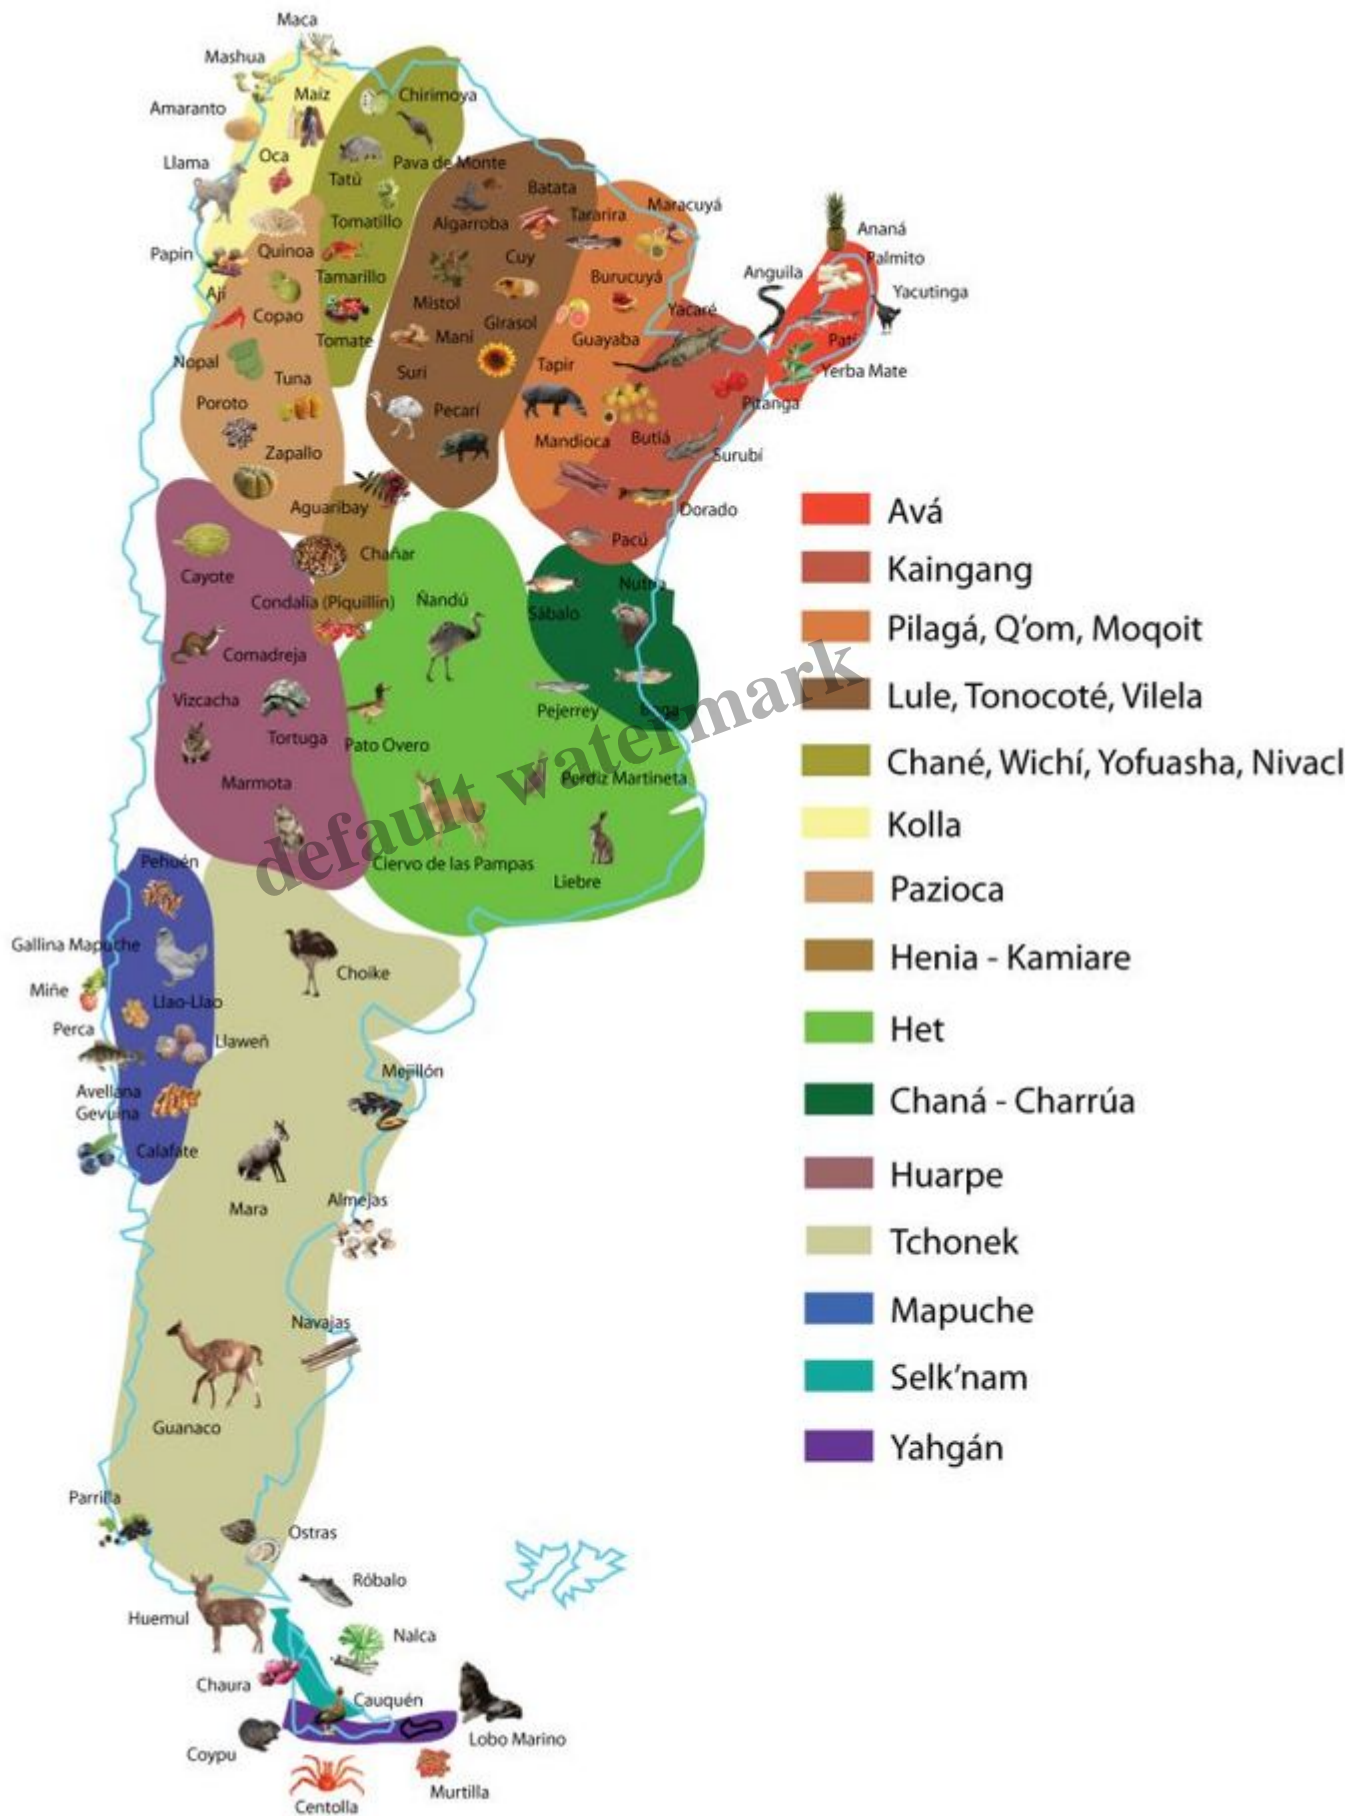 Maca
Mashua
Maiz
Chirimoya
Amaranto
Llama
Oca
Tatú
Pava de Monte
Batata
Tomatillo
Algarroba
Tararira
Maracuyá
Ananá
Papin
Quinoa
Cuy
Palmito
Tamarillo
Burucuyá
Anguila
Yacutinga
Ají
Copao
Mistol
Yacaré
Tomate
Maní
Girasol
Guayaba
Patí
Nopal
Tuna
Suri
Tapir
Yerba Mate
Poroto
Pecarí
Pitanga
Zapallo
Mandioca
Butiá
Surubí
Aguaribay
Dorado
Pacú
Chañar
Cayote
Condalia (Piquillín)
Ñandú
Sábalo
Nutria
Comadreja
Vizcacha
Tortuga
Pato Overo
Pejerrey
Marmota
Perdiz Martineta
Ciervo de las Pampas
Liebre
Pehuén
Gallina Mapuche
Choike
Miñe
Llao-Llao
Perca
Llaweñ
Mejillón
Avellana
Gevuina
Calafate
Mara
Almejas
Navajas
Guanaco
Parrilla
Ostras
Róbalo
Huemul
Nalca
Chaura
Cauquén
Coypu
Lobo Marino
Murtilla
Centolla
Avá
Kaingang
Pilagá, Q'om, Moqoit
Lule, Tonocoté, Vilela
Chané, Wichí, Yofuasha, Nivacl
Kolla
Pazioca
Henia - Kamiare
Het
Chaná - Charrúa
Huarpe
Tchonek
Mapuche
Selk'nam
Yahgán
default watermark